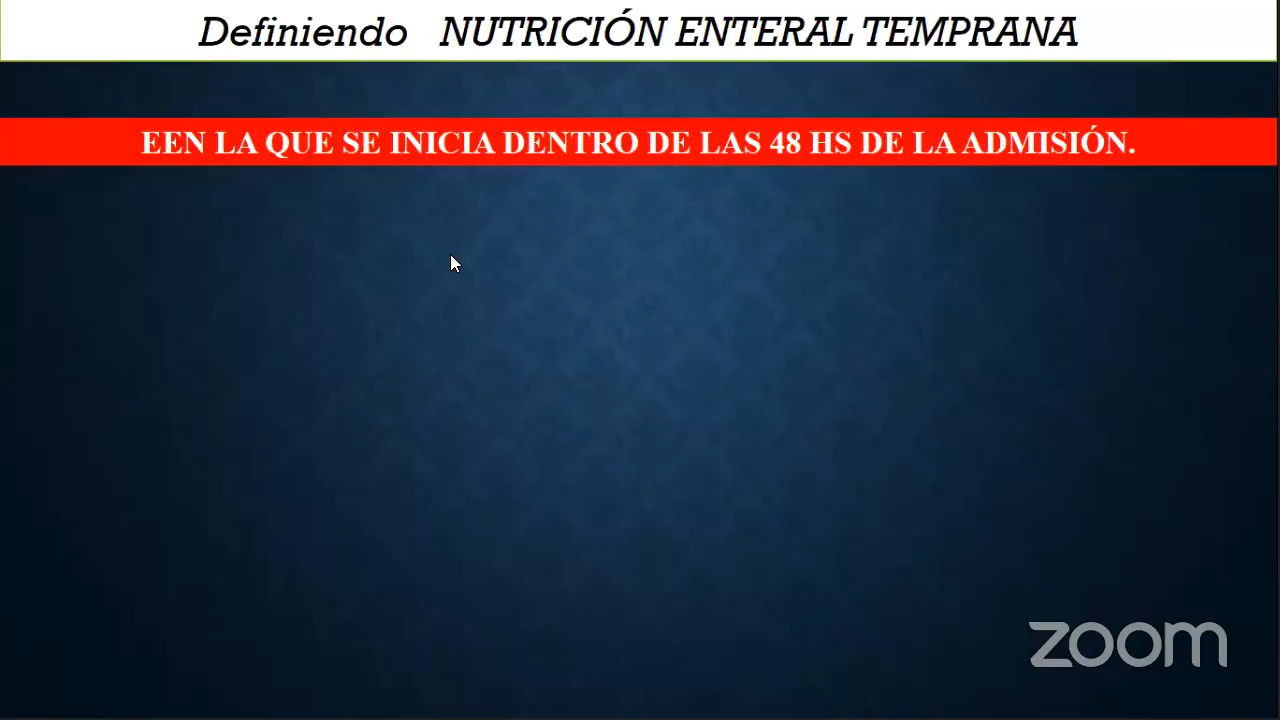 Definiendo NUTRICIÓN ENTERAL TEMPRANA
EEN LA QUE SE INICIA DENTRO DE LAS 48 HS DE LA ADMISIÓN.
zoom